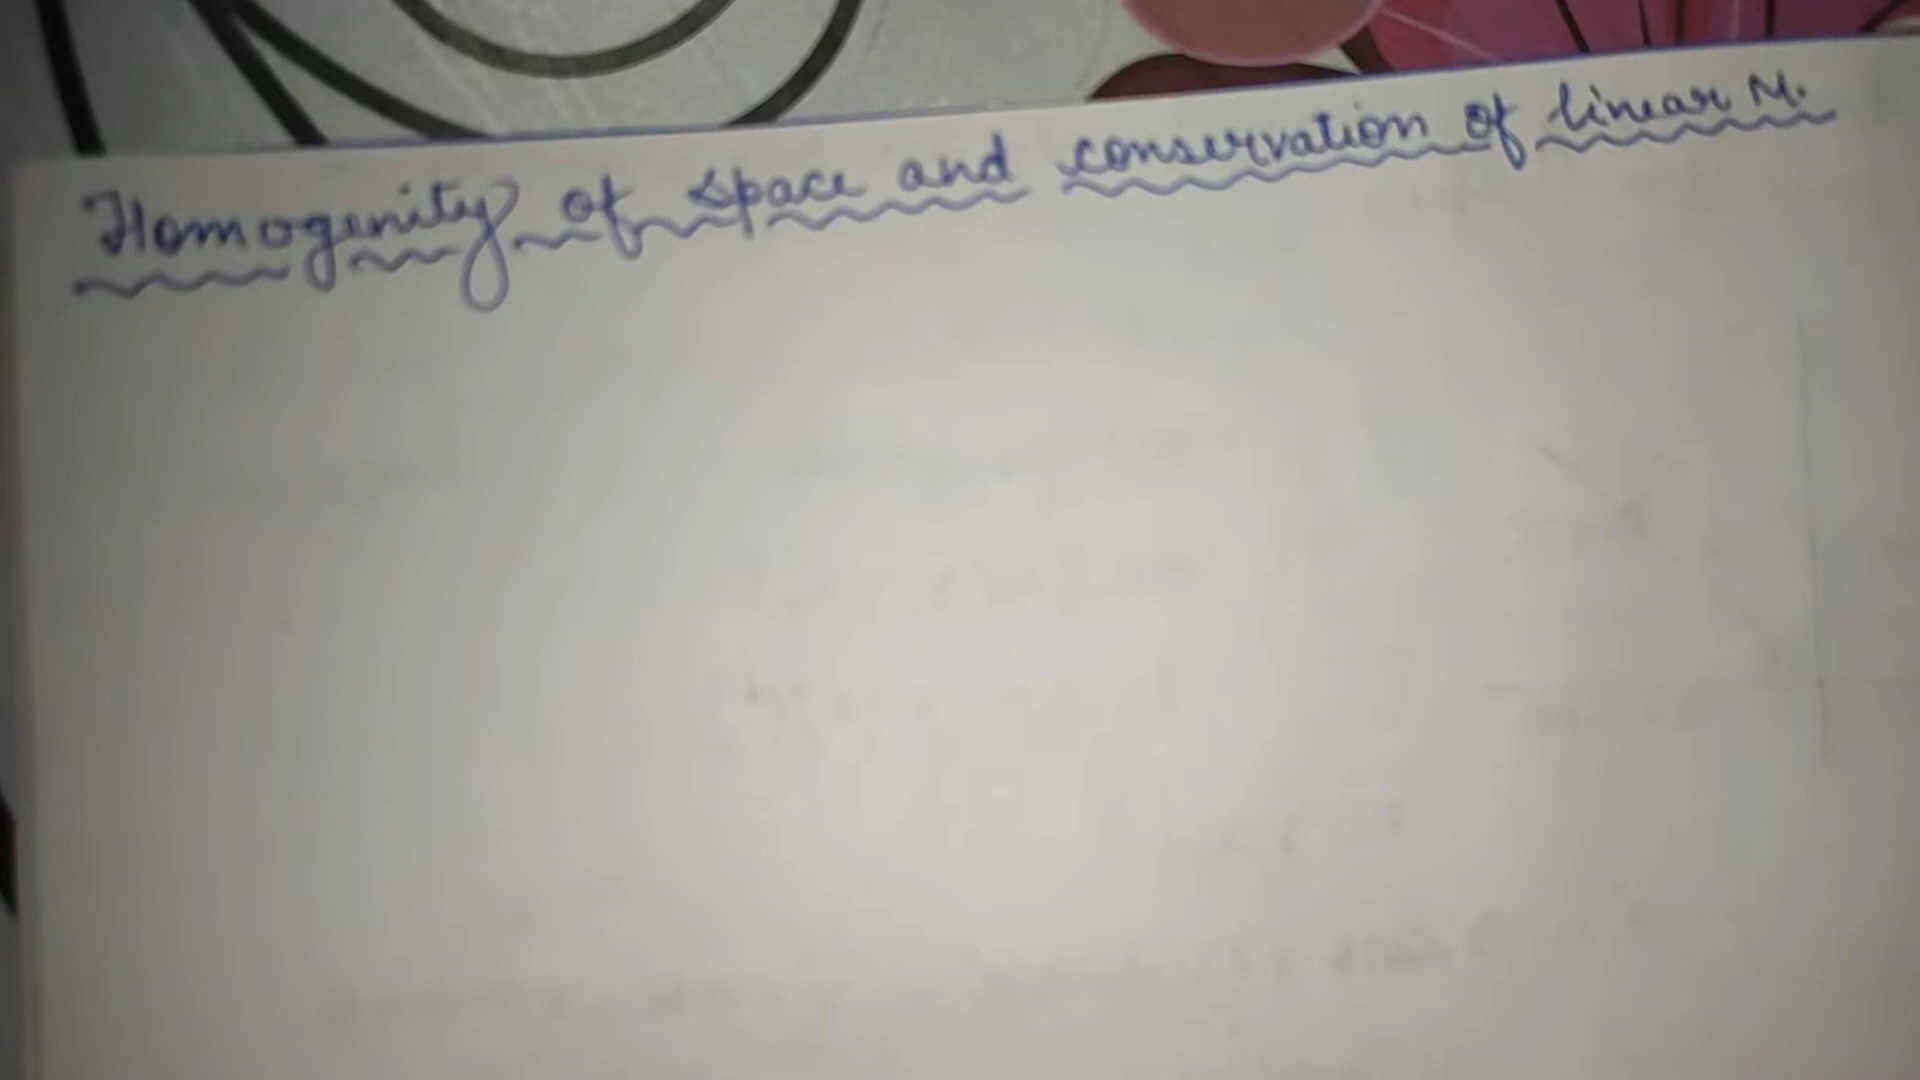 Homogenity of space and conservation of linear M.